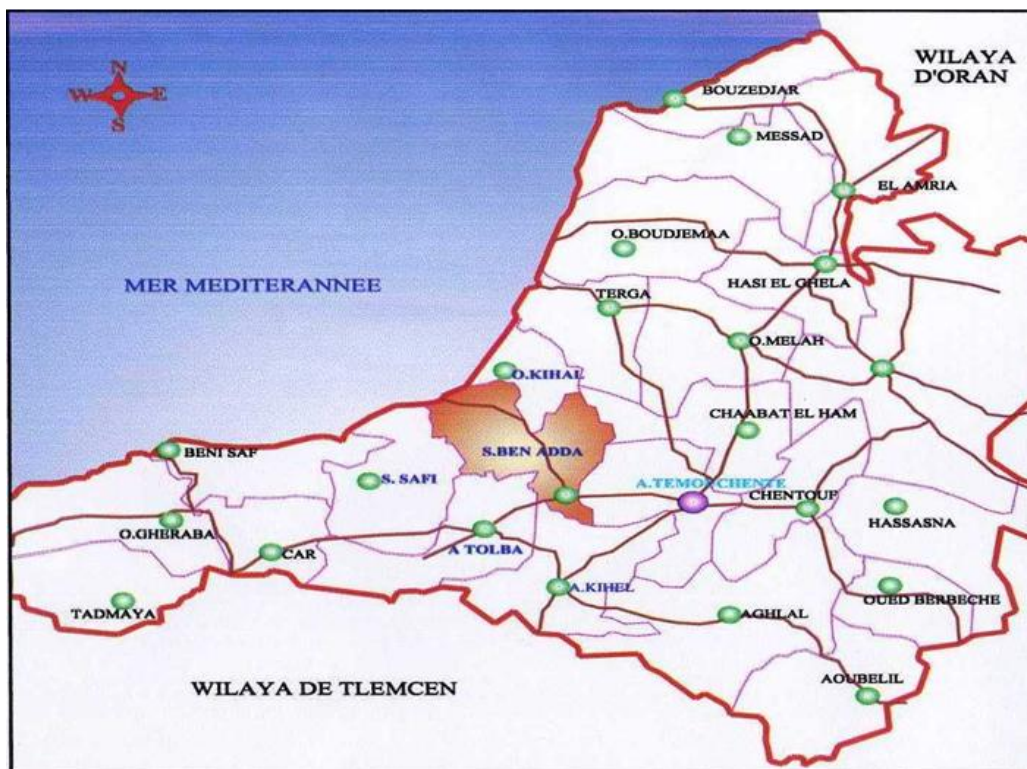 WILAYA
D'ORAN
N
W E
S
BOUZEDJAR
MESSAD
EL AMRIA
O.BOUDJEMAA
HASI EL GHELA
MER MEDITERANNEE
TERGA
O.MELAH
O.KIHAL
CHAABAT EL HAM
BENI SAF
S.BEN ADDA
S. SAFI
A.TEMOUCHENTE
CHENTOUF
HASSASNA
O.GHERABA
CAR
A TOLBA
A.KIHEL
OUED BERBECHE
TADMAYA
AGHLAL
AOUBELIL
WILAYA DE TLEMCEN